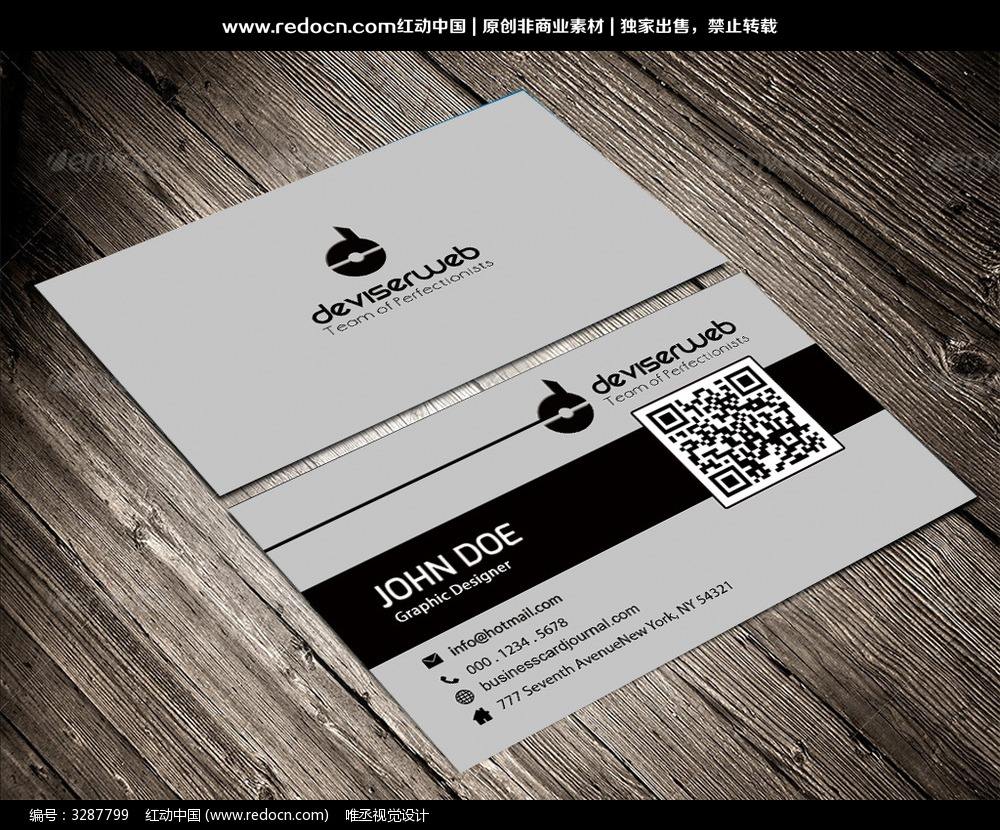 www.redocn.com红动中国 | 原创非商业素材 | 独家出售，禁止转载
deviserweb
Team of Perfectionists
deviserweb
Team of Perfectionists
JOHN DOE
Graphic Designer
info@hotmail.com
000 . 1234 . 5678
businesscardjournal.com
777 Seventh AvenueNew York, NY 54321
编号：3287799 红动中国 (www.redocn.com) 唯丞视觉设计